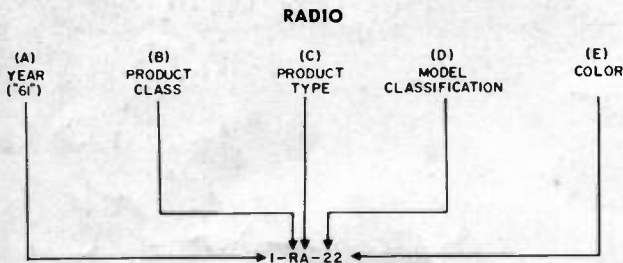 RADIO
(A) (B) (C) (D) (E)
YEAR PRODUCT PRODUCT MODEL COLOR
("61") CLASS TYPE CLASSIFICATION
1-RA-22